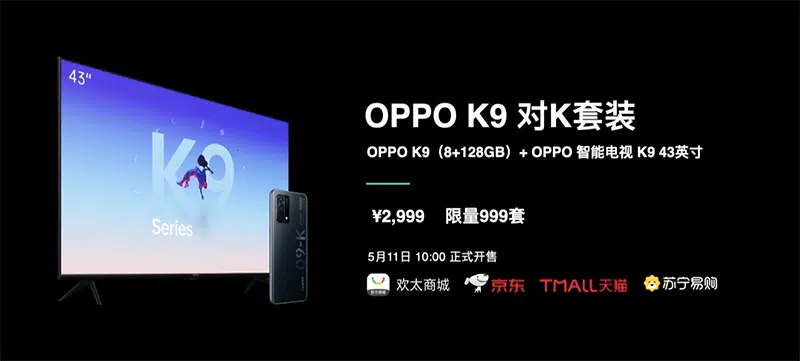 43"
K9
Series
OPPO K9 对K套装
OPPO K9（8+128GB）+ OPPO 智能电视 K9 43英寸
¥2,999 限量999套
5月11日 10:00 正式开售
欢太商城 京东 TMALL天猫 苏宁易购